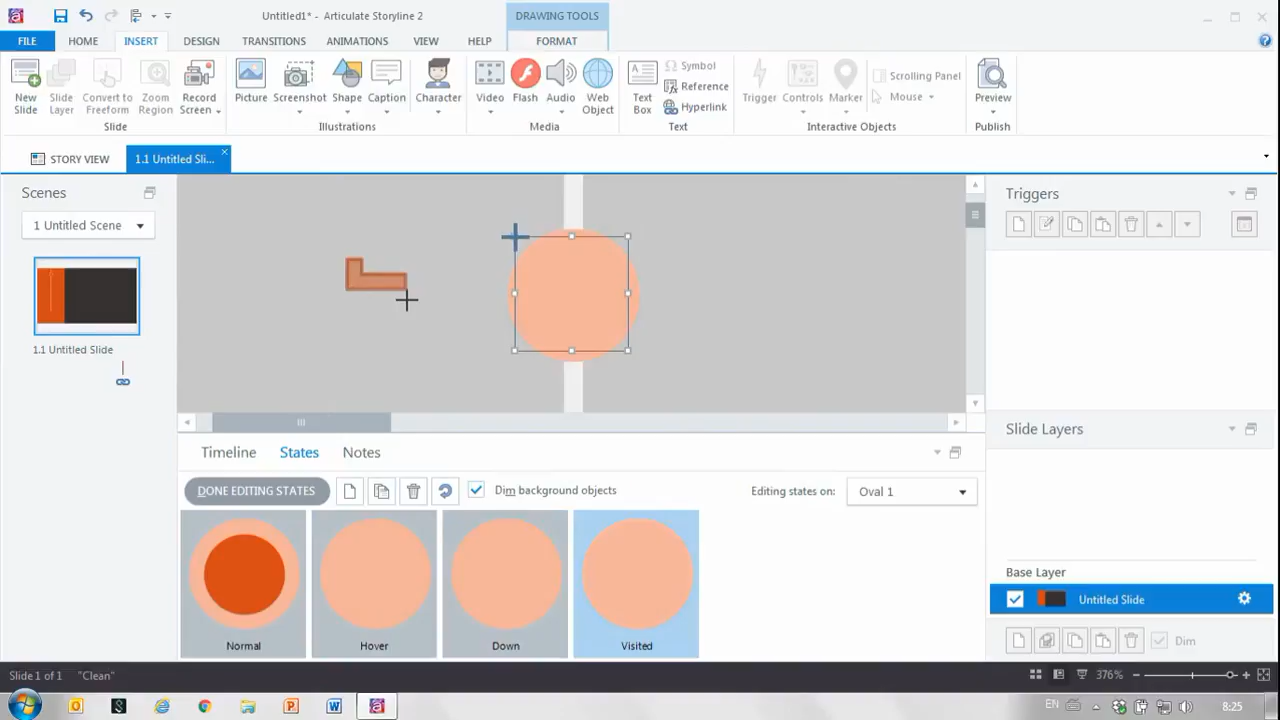 Untitled1* - Articulate Storyline 2
DRAWING TOOLS
FILE HOME INSERT DESIGN TRANSITIONS ANIMATIONS VIEW HELP FORMAT
New Slide
Slide Layer
Convert to Freeform
Zoom Region
Record Screen
Slide
Picture
Screenshot
Shape
Caption
Illustrations
Character
Video
Flash
Audio
Web Object
Media
Text Box
Symbol
Reference
Hyperlink
Text
Trigger
Controls
Marker
Scrolling Panel
Mouse
Interactive Objects
Preview
Publish
STORY VIEW
1.1 Untitled Sli...
Scenes
1 Untitled Scene
1.1 Untitled Slide
Triggers
Slide Layers
Base Layer
Untitled Slide
Dim
Timeline States Notes
DONE EDITING STATES
Dim background objects
Editing states on: Oval 1
Normal
Hover
Down
Visited
Slide 1 of 1 "Clean"
376%
EN
8:25